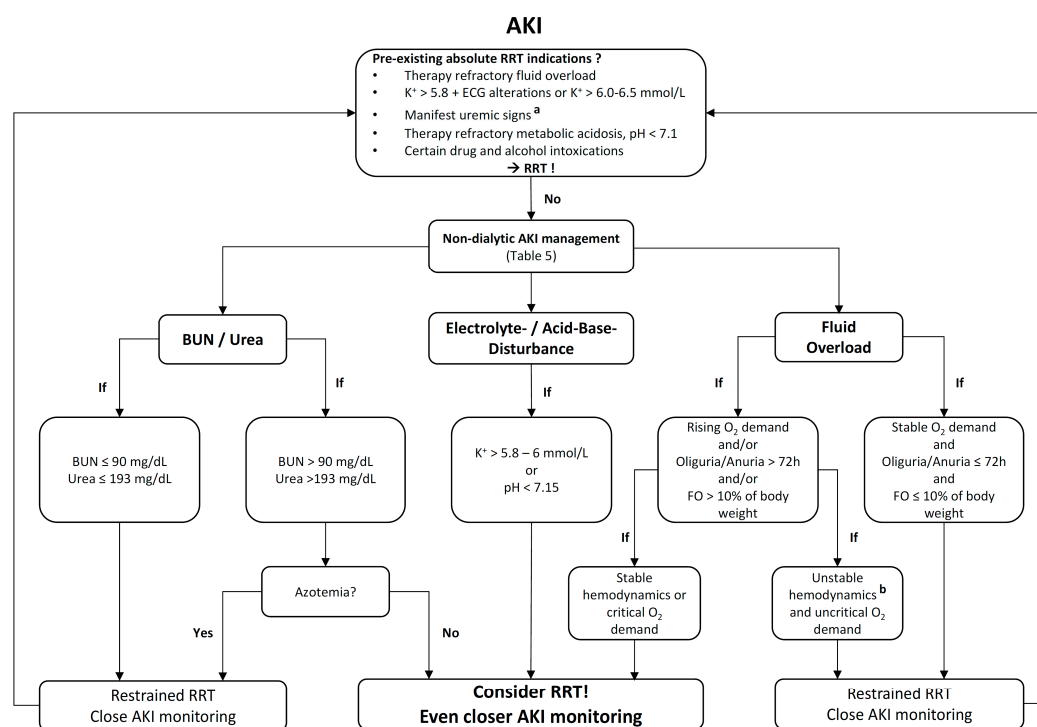 AKI
Pre-existing absolute RRT indications ?
• Therapy refractory fluid overload
• K+ > 5.8 + ECG alterations or K+ > 6.0-6.5 mmol/L
• Manifest uremic signs a
• Therapy refractory metabolic acidosis, pH < 7.1
• Certain drug and alcohol intoxications
→ RRT !
No
Non-dialytic AKI management
(Table 5)
BUN / Urea
Electrolyte- / Acid-Base-
Disturbance
Fluid
Overload
If
If
If
If
If
BUN ≤ 90 mg/dL
Urea ≤ 193 mg/dL
BUN > 90 mg/dL
Urea >193 mg/dL
K+ > 5.8 – 6 mmol/L
or
pH < 7.15
Rising O2 demand
and/or
Oliguria/Anuria > 72h
and/or
FO > 10% of body
weight
Stable O2 demand
and
Oliguria/Anuria ≤ 72h
and
FO ≤ 10% of body
weight
If
If
Azotemia?
Stable
hemodynamics or
critical O2
demand
Unstable
hemodynamics b
and uncritical O2
demand
Yes
No
Restrained RRT
Close AKI monitoring
Consider RRT!
Even closer AKI monitoring
Restrained RRT
Close AKI monitoring